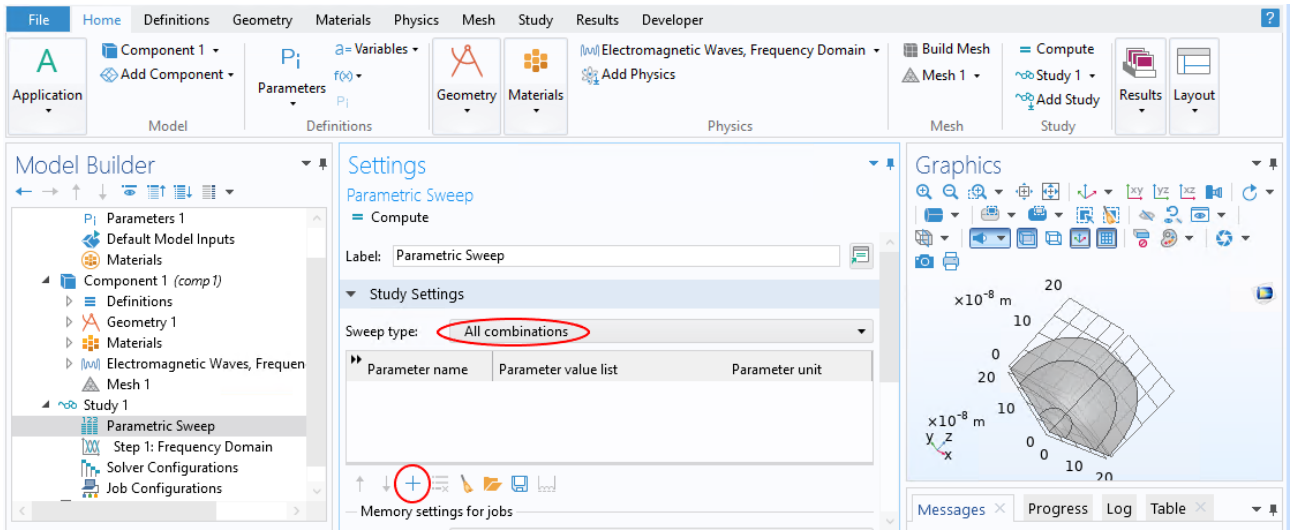 File Home Definitions Geometry Materials Physics Mesh Study Results Developer ?
A Component 1 Pi a= Variables Electromagnetic Waves, Frequency Domain Build Mesh = Compute
Add Component f(x) Add Physics Mesh 1 Study 1
Application Parameters Pi Geometry Materials Add Study Results Layout
Model Definitions Physics Mesh Study
Model Builder
Pi Parameters 1
Default Model Inputs
Materials
Component 1 (comp1)
Definitions
Geometry 1
Materials
Electromagnetic Waves, Frequen
Mesh 1
Study 1
Parametric Sweep
Step 1: Frequency Domain
Solver Configurations
Job Configurations
Settings
Parametric Sweep
= Compute
Label: Parametric Sweep
Study Settings
Sweep type: All combinations
Parameter name Parameter value list Parameter unit
Memory settings for jobs
Graphics
xy yz xz
×10⁻⁸ m
20
10
0
20
10
0
×10⁻⁸ m
y z
x
0
10
20
Messages Progress Log Table